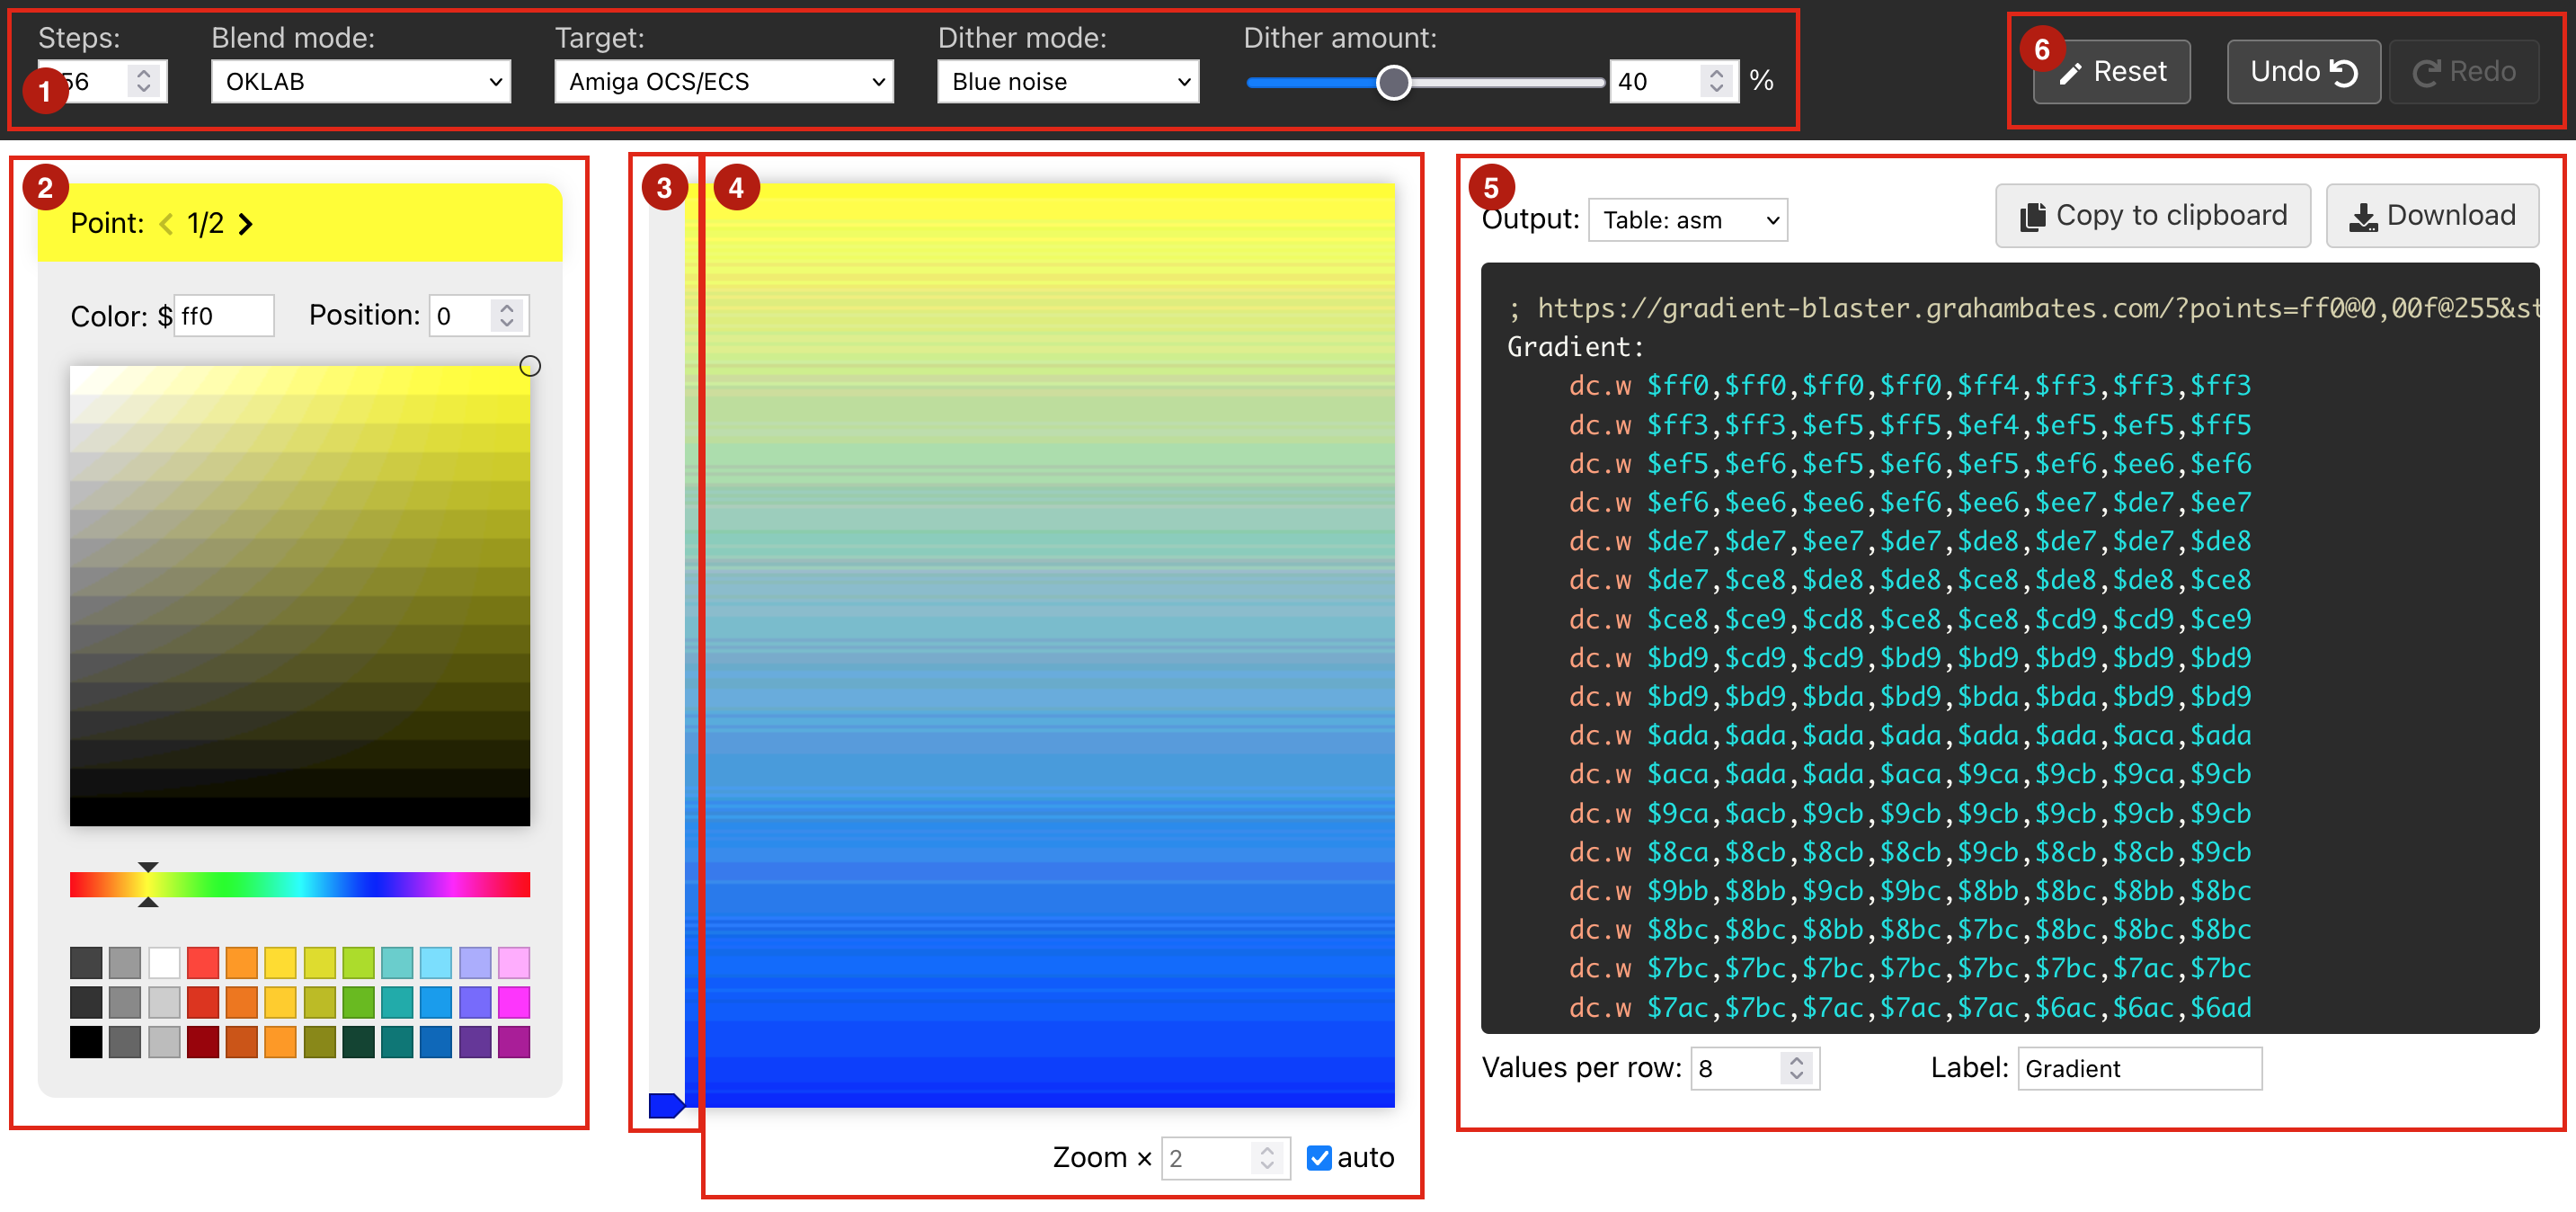 Steps: Blend mode: Target: Dither mode: Dither amount:
1 56 OKLAB Amiga OCS/ECS Blue noise 40 %
6 Reset Undo Redo
2
Point: 1/2
Color: $ ff0 Position: 0
3
4
Zoom × 2 auto
5
Output: Table: asm Copy to clipboard Download
; https://gradient-blaster.grahambates.com/?points=ff0@0,00f@255&st
Gradient:
dc.w $ff0,$ff0,$ff0,$ff0,$ff4,$ff3,$ff3,$ff3
dc.w $ff3,$ff3,$ef5,$ff5,$ef4,$ef5,$ef5,$ff5
dc.w $ef5,$ef6,$ef5,$ef6,$ef5,$ef6,$ee6,$ef6
dc.w $ef6,$ee6,$ee6,$ef6,$ee6,$ee7,$de7,$ee7
dc.w $de7,$de7,$ee7,$de7,$de8,$de7,$de7,$de8
dc.w $de7,$ce8,$de8,$de8,$ce8,$de8,$de8,$ce8
dc.w $ce8,$ce9,$cd8,$ce8,$ce8,$cd9,$cd9,$ce9
dc.w $bd9,$cd9,$cd9,$bd9,$bd9,$bd9,$bd9,$bd9
dc.w $bd9,$bd9,$bda,$bd9,$bda,$bda,$bd9,$bd9
dc.w $ada,$ada,$ada,$ada,$ada,$ada,$aca,$ada
dc.w $aca,$ada,$ada,$aca,$9ca,$9cb,$9ca,$9cb
dc.w $9ca,$acb,$9cb,$9cb,$9cb,$9cb,$9cb,$9cb
dc.w $8ca,$8cb,$8cb,$8cb,$9cb,$8cb,$8cb,$9cb
dc.w $9bb,$8bb,$9cb,$9bc,$8bb,$8bc,$8bb,$8bc
dc.w $8bc,$8bc,$8bb,$8bc,$7bc,$8bc,$8bc,$8bc
dc.w $7bc,$7bc,$7bc,$7bc,$7bc,$7bc,$7ac,$7bc
dc.w $7ac,$7bc,$7ac,$7ac,$7ac,$6ac,$6ac,$6ad
Values per row: 8 Label: Gradient